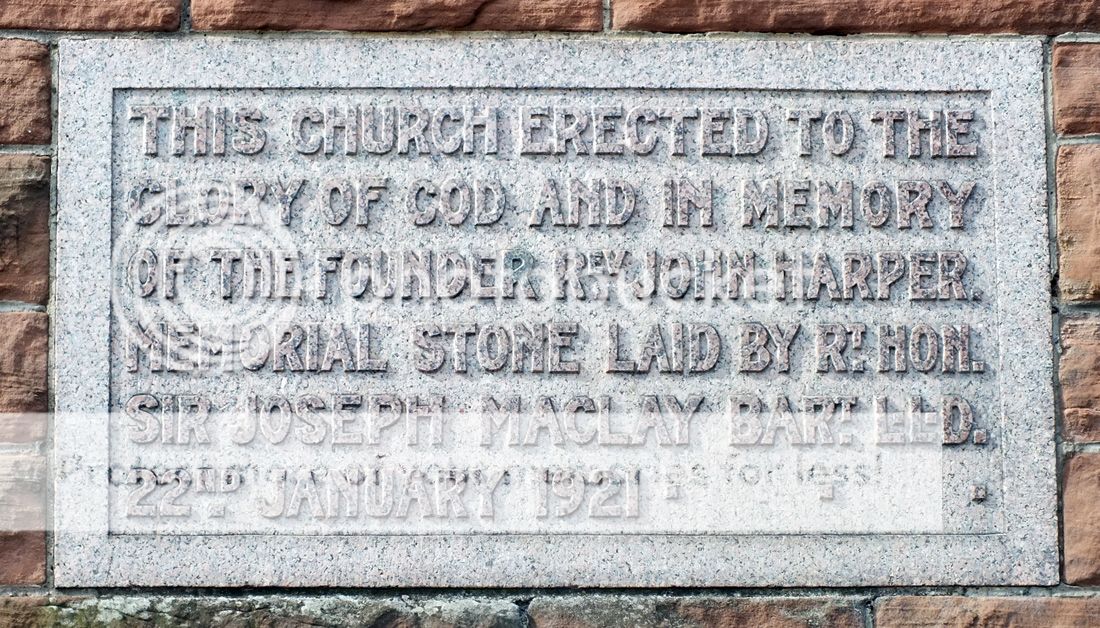 THIS CHURCH ERECTED TO THE
GLORY OF GOD AND IN MEMORY
OF THE FOUNDER REV JOHN HARPER.
MEMORIAL STONE LAID BY RT. HON.
SIR JOSEPH MACLAY BART. LL.D.
22ND JANUARY 1921